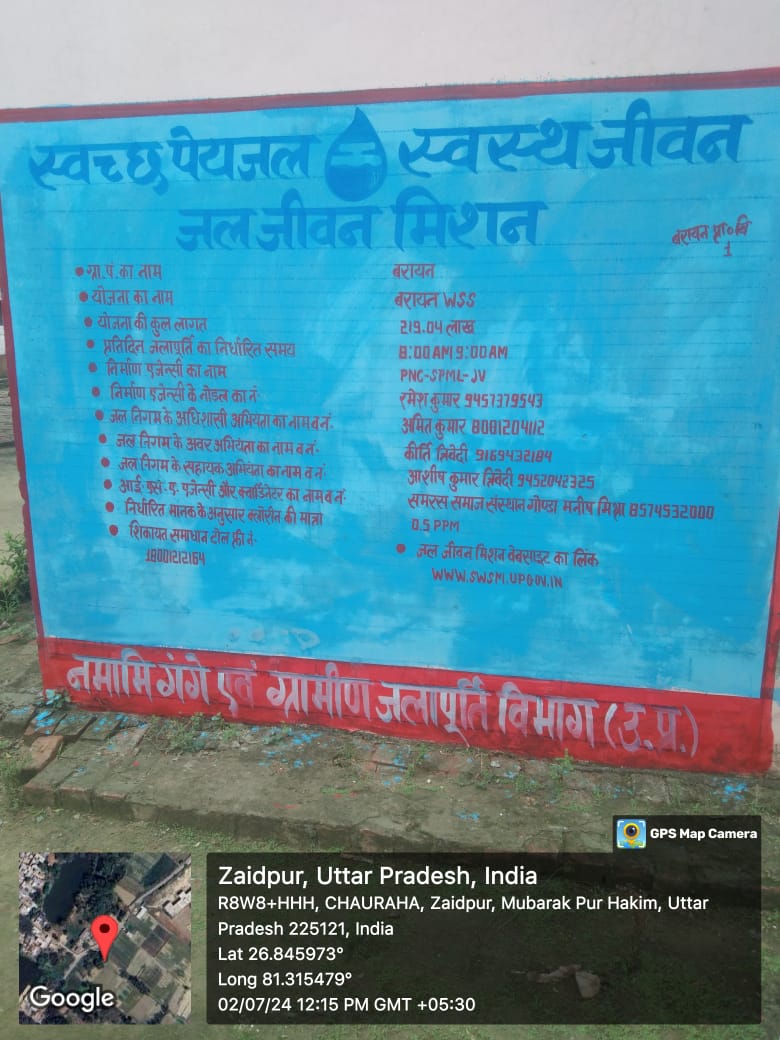 स्वच्छ पेयजल स्वस्थ जीवन
जल जीवन मिशन
बरायन प्रा०वि
1
• ग्रा.पं.का नाम बरायन
• योजना का नाम बरायन WSS
• योजना की कुल लागत 219.04 लाख
• प्रतिदिन जलापूर्ति का निर्धारित समय 8:00AM 9:00AM
• निर्माण एजेन्सी का नाम PNC-SPML-JV
• निर्माण एजेन्सी के नोडल का नं. रमेश कुमार 9457379543
• जल निगम के अधिशासी अभियंता का नाम व नं. अमित कुमार 8081204112
• जल निगम के अवर अभियंता का नाम व नं. कीर्ति त्रिवेदी 9169432184
• जल निगम के सहायक अभियंता का नाम व नं. आशीष कुमार त्रिवेदी 9452042325
• आई.एस.ए. एजेन्सी और क्वार्डिनेटर का नाम व नं. समरस समाज संस्थान गोण्डा मनीष मिश्रा 8574532000
• निर्धारित मानक के अनुसार क्लोरीन की मात्रा 0.5 PPM
• शिकायत समाधान टोल फ्री नं.
18001212164
• जल जीवन मिशन वेबसाइट का लिंक
WWW.SWSM.UPGOV.IN
नमामि गंगे एवं ग्रामीण जलापूर्ति विभाग (उ.प्र.)
GPS Map Camera
Zaidpur, Uttar Pradesh, India
R8W8+HHH, CHAURAHA, Zaidpur, Mubarak Pur Hakim, Uttar
Pradesh 225121, India
Lat 26.845973°
Long 81.315479°
02/07/24 12:15 PM GMT +05:30
Google